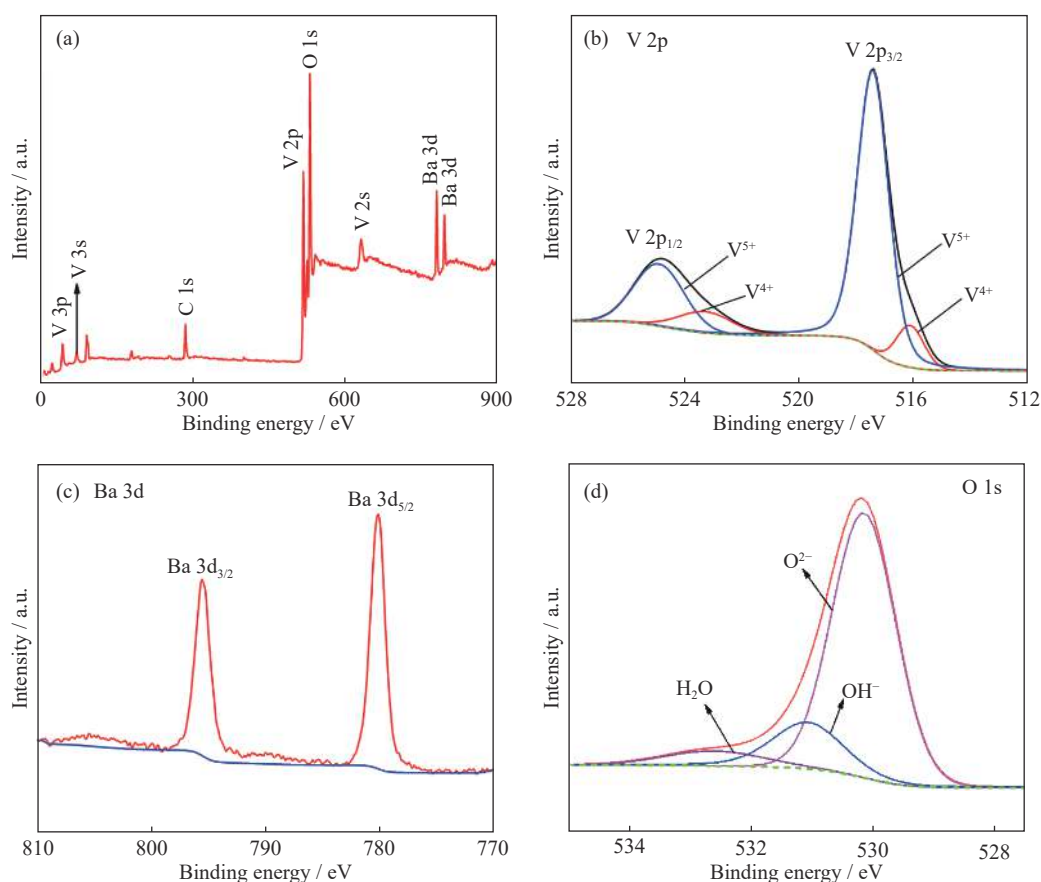 (a)
O 1s
V 2p
Ba 3d
Ba 3d
V 2s
V 3s
V 3p
C 1s
Intensity / a.u.
0 300 600 900
Binding energy / eV
(b) V 2p
V 2p3/2
V 2p1/2
V5+
V4+
V5+
V4+
Intensity / a.u.
528 524 520 516 512
Binding energy / eV
(c) Ba 3d
Ba 3d5/2
Ba 3d3/2
Intensity / a.u.
810 800 790 780 770
Binding energy / eV
(d) O 1s
O2−
H2O
OH−
Intensity / a.u.
534 532 530 528
Binding energy / eV